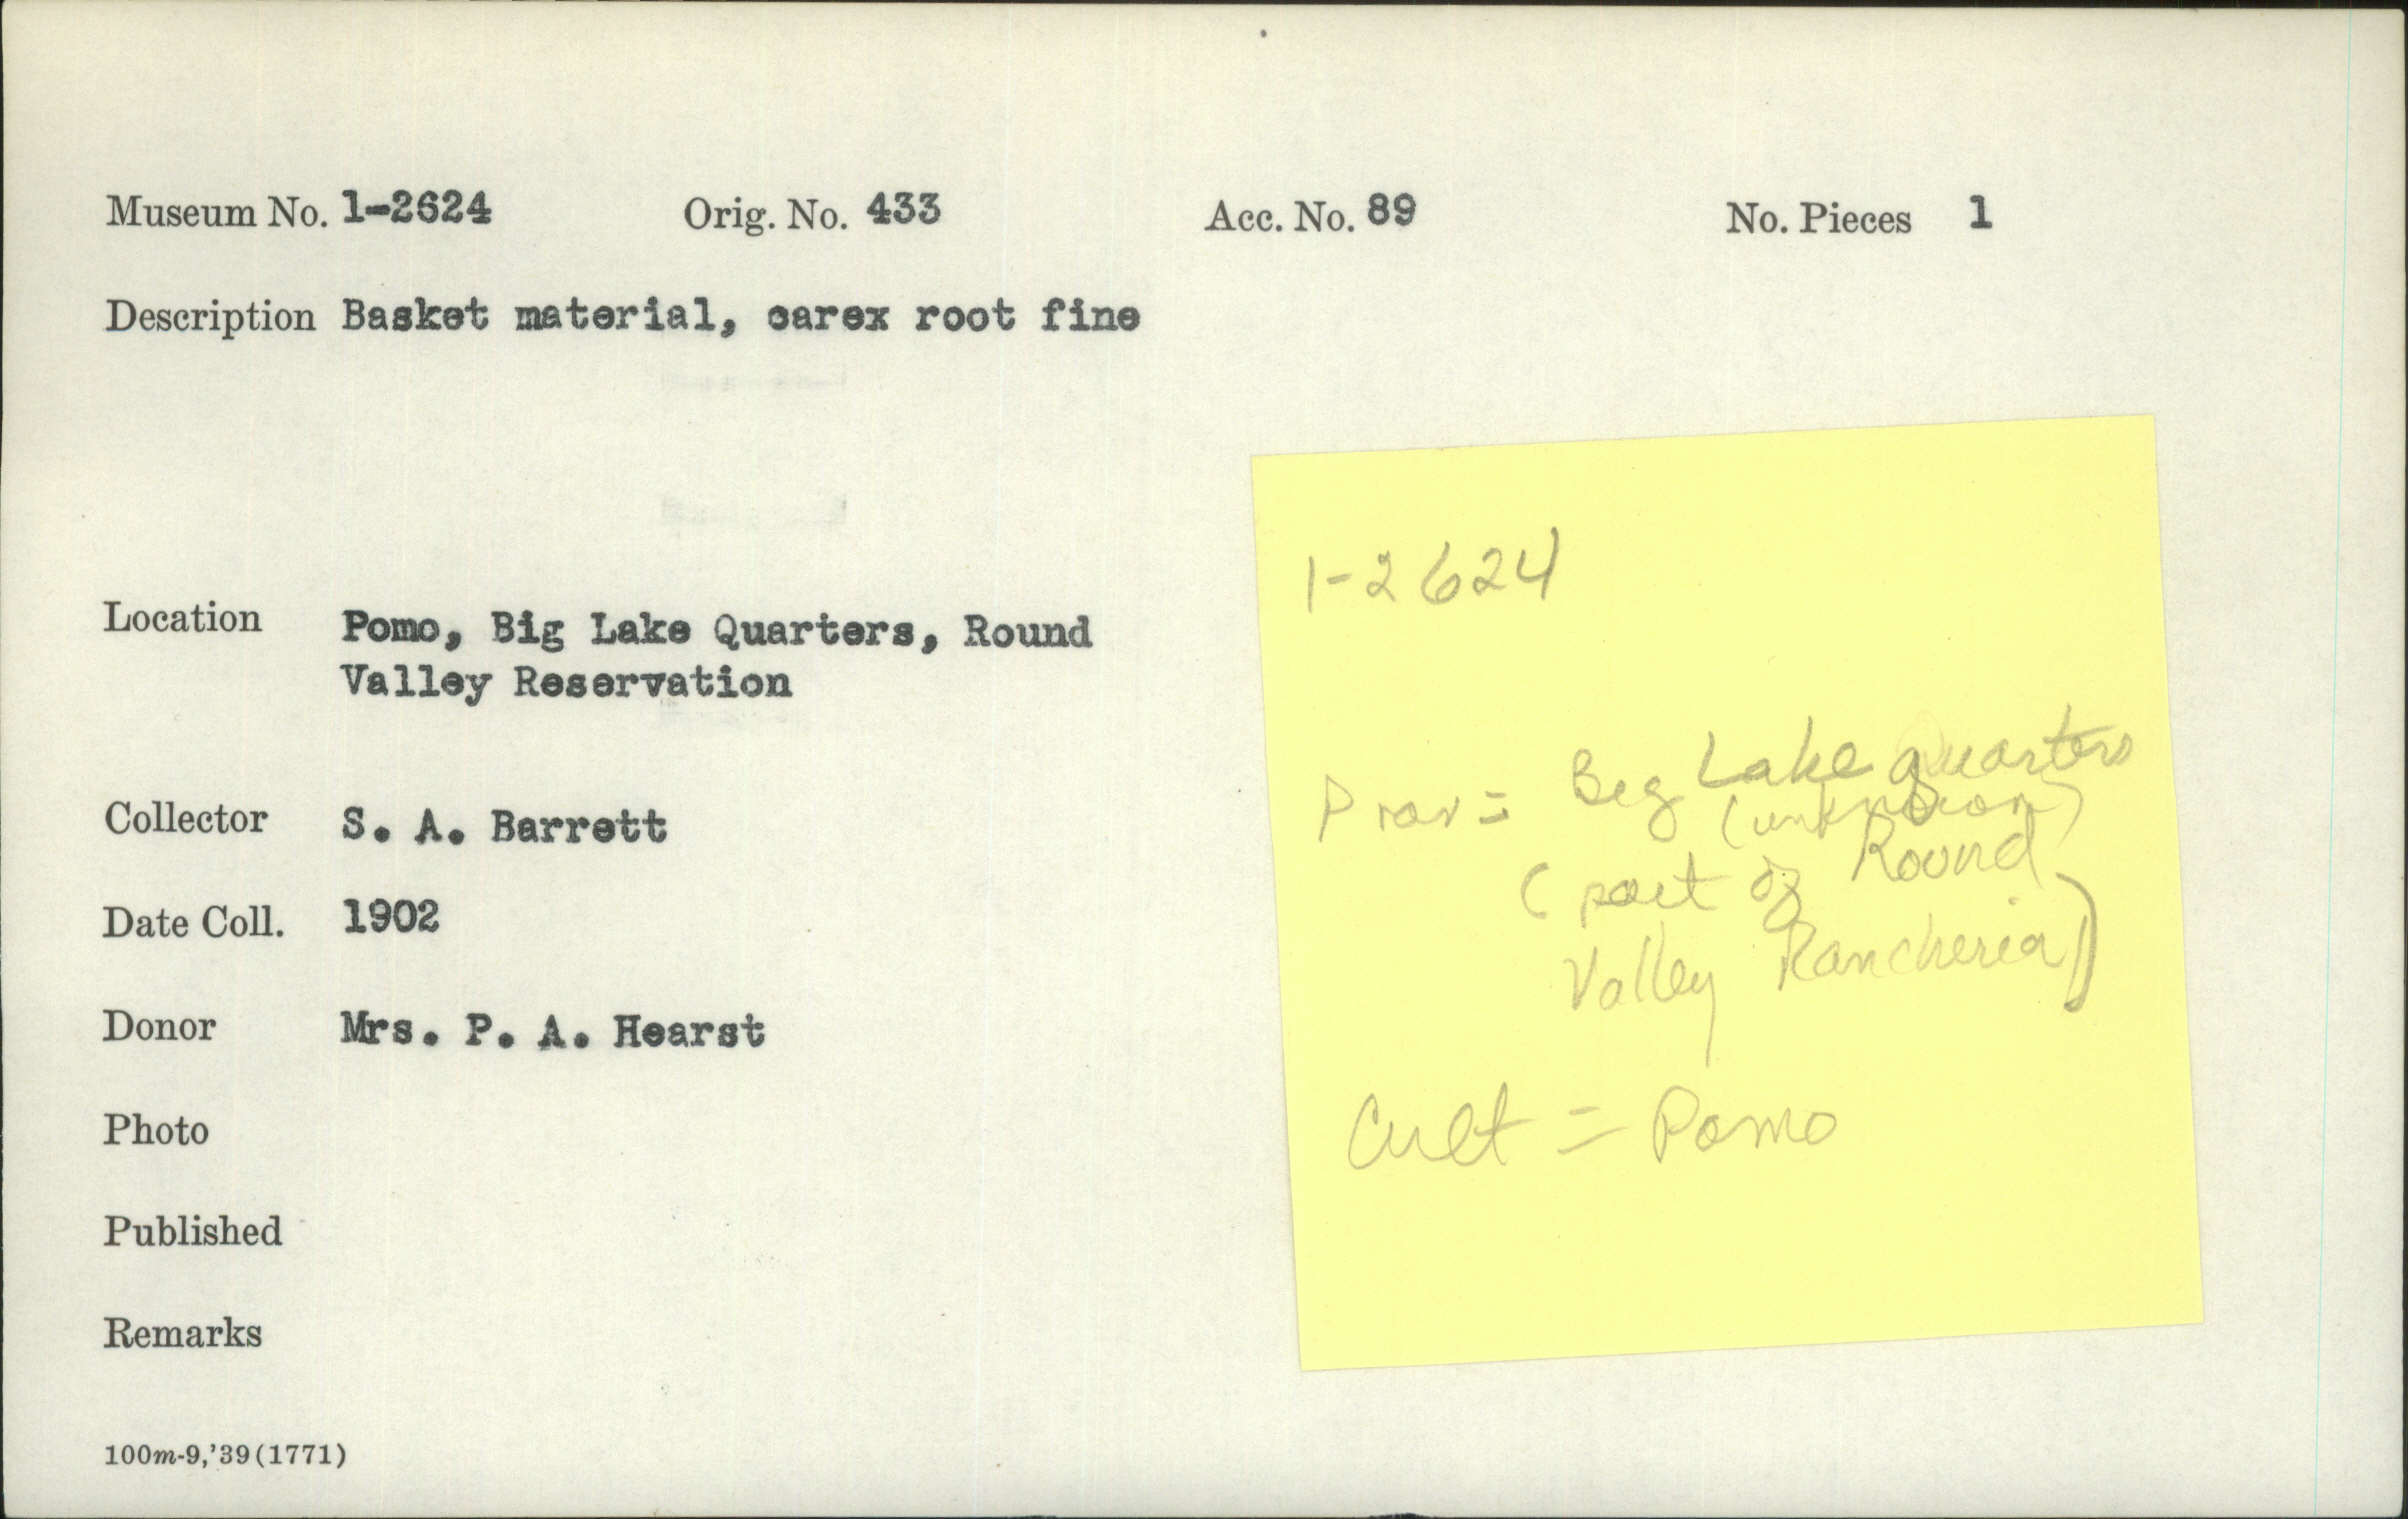 Museum No. 1-2624 Orig. No. 433 Acc. No. 89 No. Pieces 1
Description Basket material, carex root fine
Location Pomo, Big Lake Quarters, Round
Valley Reservation
Collector S. A. Barrett
Date Coll. 1902
Donor Mrs. P. A. Hearst
Photo
Published
Remarks
100m-9,'39(1771)
1-2624
Prov = Big Lake Quarters
(unknown)
(part of Round
Valley Rancheria)
Cult = Pomo